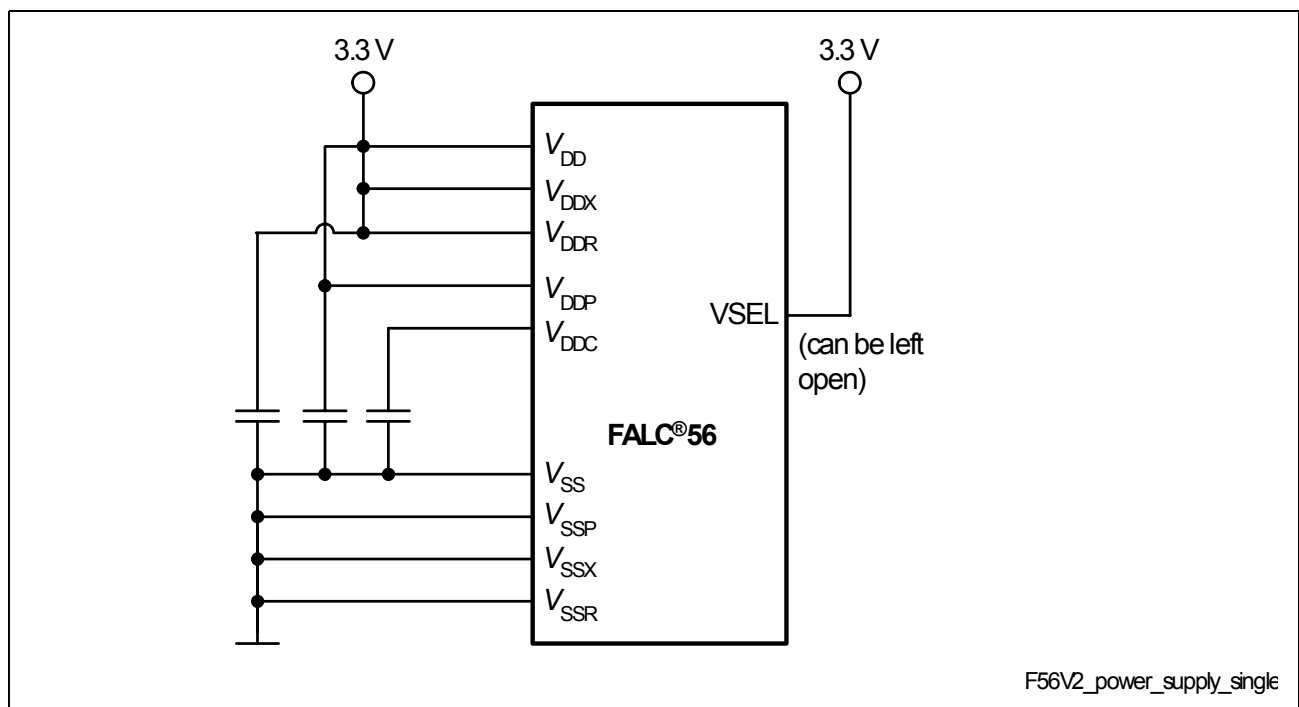 3.3 V
3.3 V
VDD
VDDX
VDDR
VDDP
VDDC
VSEL
(can be left
open)
FALC®56
VSS
VSSP
VSSX
VSSR
F56V2_power_supply_single